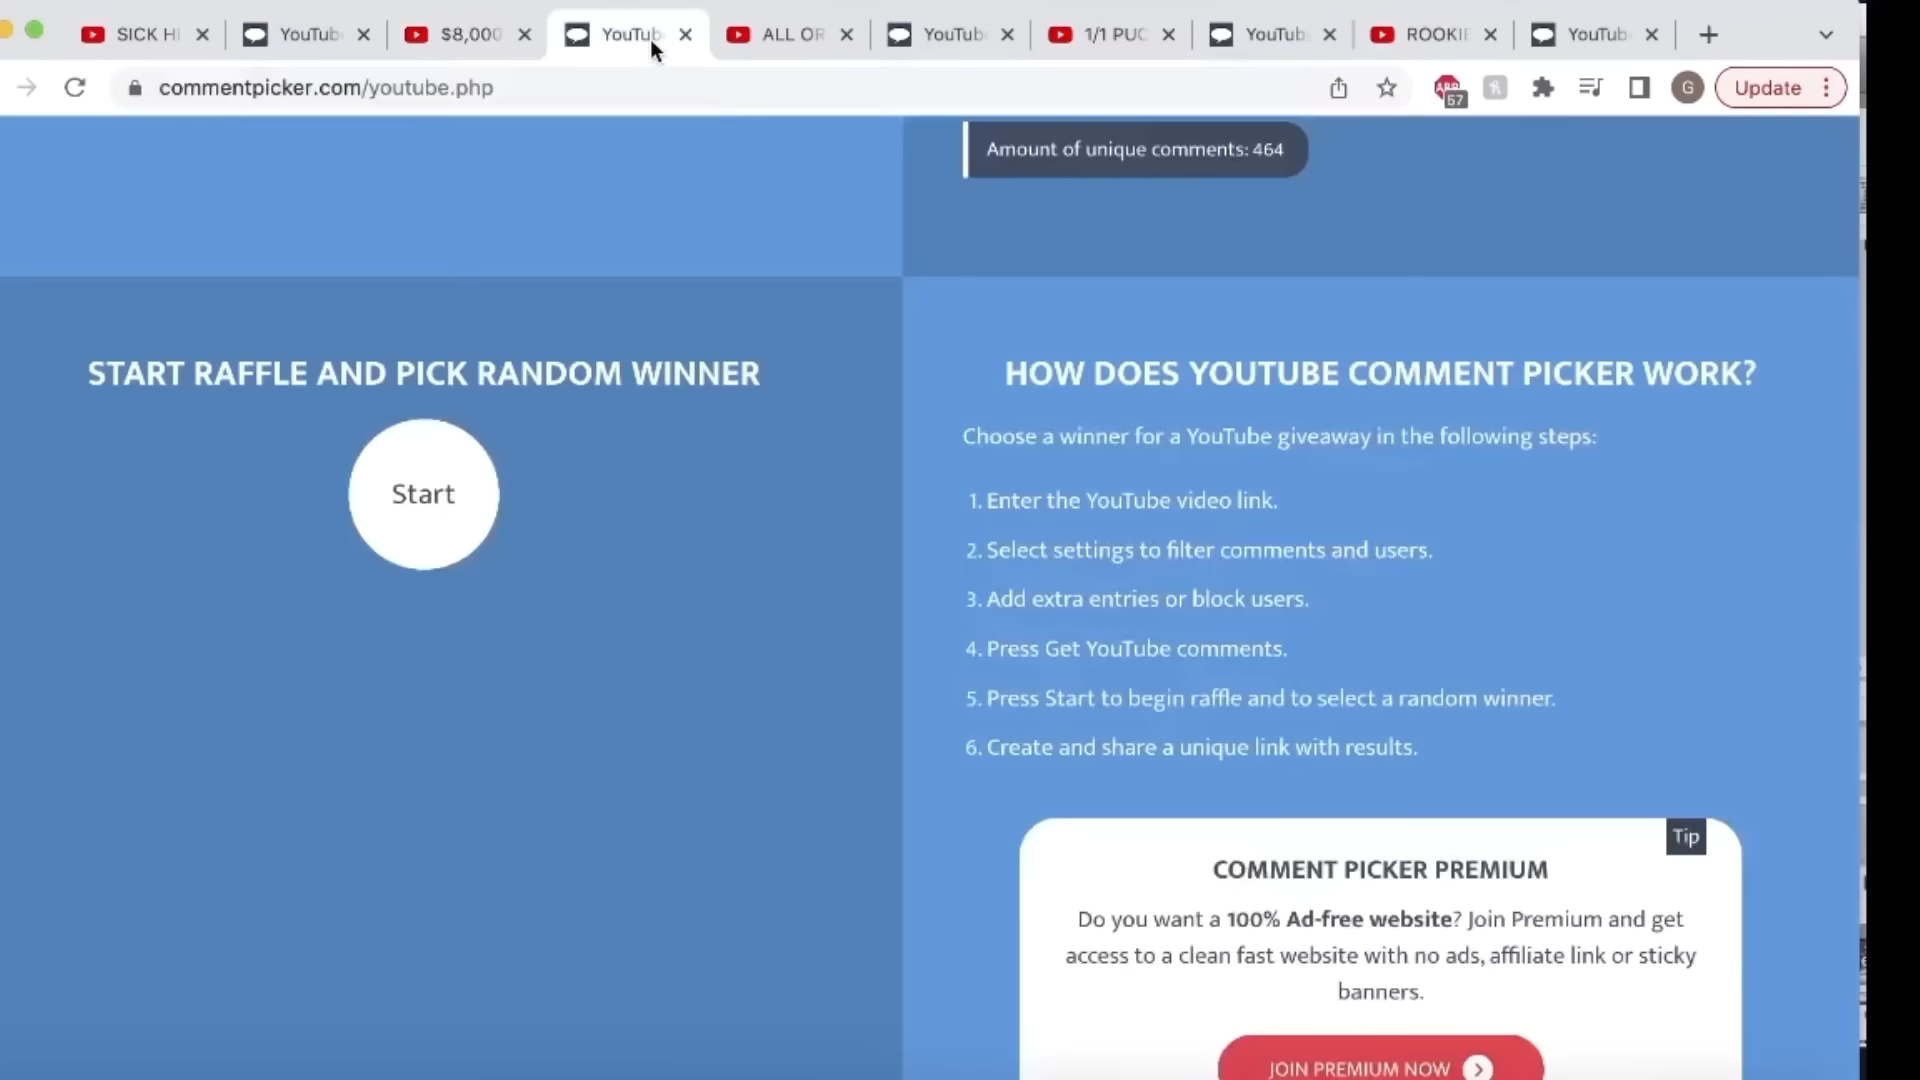 SICK HI
YouTub
$8,000
YouTub
ALL OR
YouTub
1/1 PUC
YouTub
ROOKIE
YouTub
commentpicker.com/youtube.php
ABP
57
G
Update
Amount of unique comments: 464
START RAFFLE AND PICK RANDOM WINNER
Start
HOW DOES YOUTUBE COMMENT PICKER WORK?
Choose a winner for a YouTube giveaway in the following steps:
1. Enter the YouTube video link.
2. Select settings to filter comments and users.
3. Add extra entries or block users.
4. Press Get YouTube comments.
5. Press Start to begin raffle and to select a random winner.
6. Create and share a unique link with results.
Tip
COMMENT PICKER PREMIUM
Do you want a 100% Ad-free website? Join Premium and get
access to a clean fast website with no ads, affiliate link or sticky
banners.
JOIN PREMIUM NOW